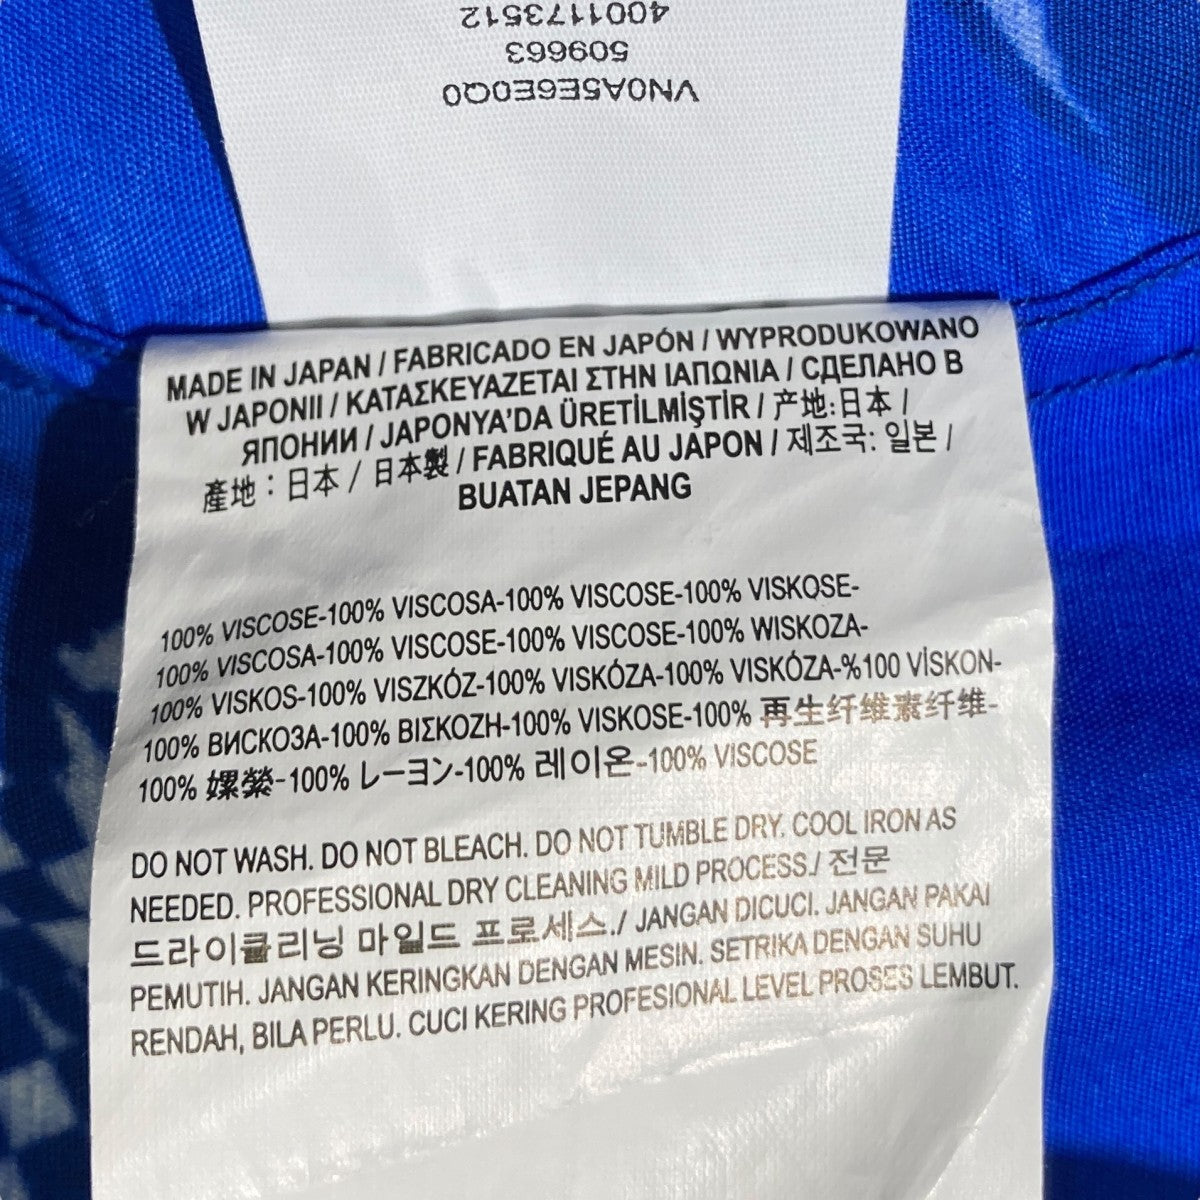 VN0A5E6E0Q0
509663
4001173512
MADE IN JAPAN / FABRICADO EN JAPÓN / WYPRODUKOWANO
W JAPONII / ΚΑΤΑΣΚΕΥΑΖΕΤΑΙ ΣΤΗΝ ΙΑΠΩΝΙΑ / СДЕЛАНО В
ЯПОНИИ / JAPONYA'DA ÜRETİLMİŞTİR / 产地:日本 /
產地：日本 / 日本製 / FABRIQUÉ AU JAPON / 제조국: 일본 /
BUATAN JEPANG
100% VISCOSE-100% VISCOSA-100% VISCOSE-100% VISKOSE-
100% VISCOSA-100% VISCOSE-100% VISCOSE-100% WISKOZA-
100% VISKOS-100% VISZKÓZ-100% VISKÓZA-100% VISKÓZA-%100 VİSKON-
100% ВИСКОЗА-100% ΒΙΣΚΟΖΗ-100% VISKOSE-100% 再生纤维素纤维-
100% 嫘縈-100% レーヨン-100% 레이온-100% VISCOSE
DO NOT WASH. DO NOT BLEACH. DO NOT TUMBLE DRY. COOL IRON AS
NEEDED. PROFESSIONAL DRY CLEANING MILD PROCESS./ 전문
드라이클리닝 마일드 프로세스./ JANGAN DICUCI. JANGAN PAKAI
PEMUTIH. JANGAN KERINGKAN DENGAN MESIN. SETRIKA DENGAN SUHU
RENDAH, BILA PERLU. CUCI KERING PROFESIONAL LEVEL PROSES LEMBUT.